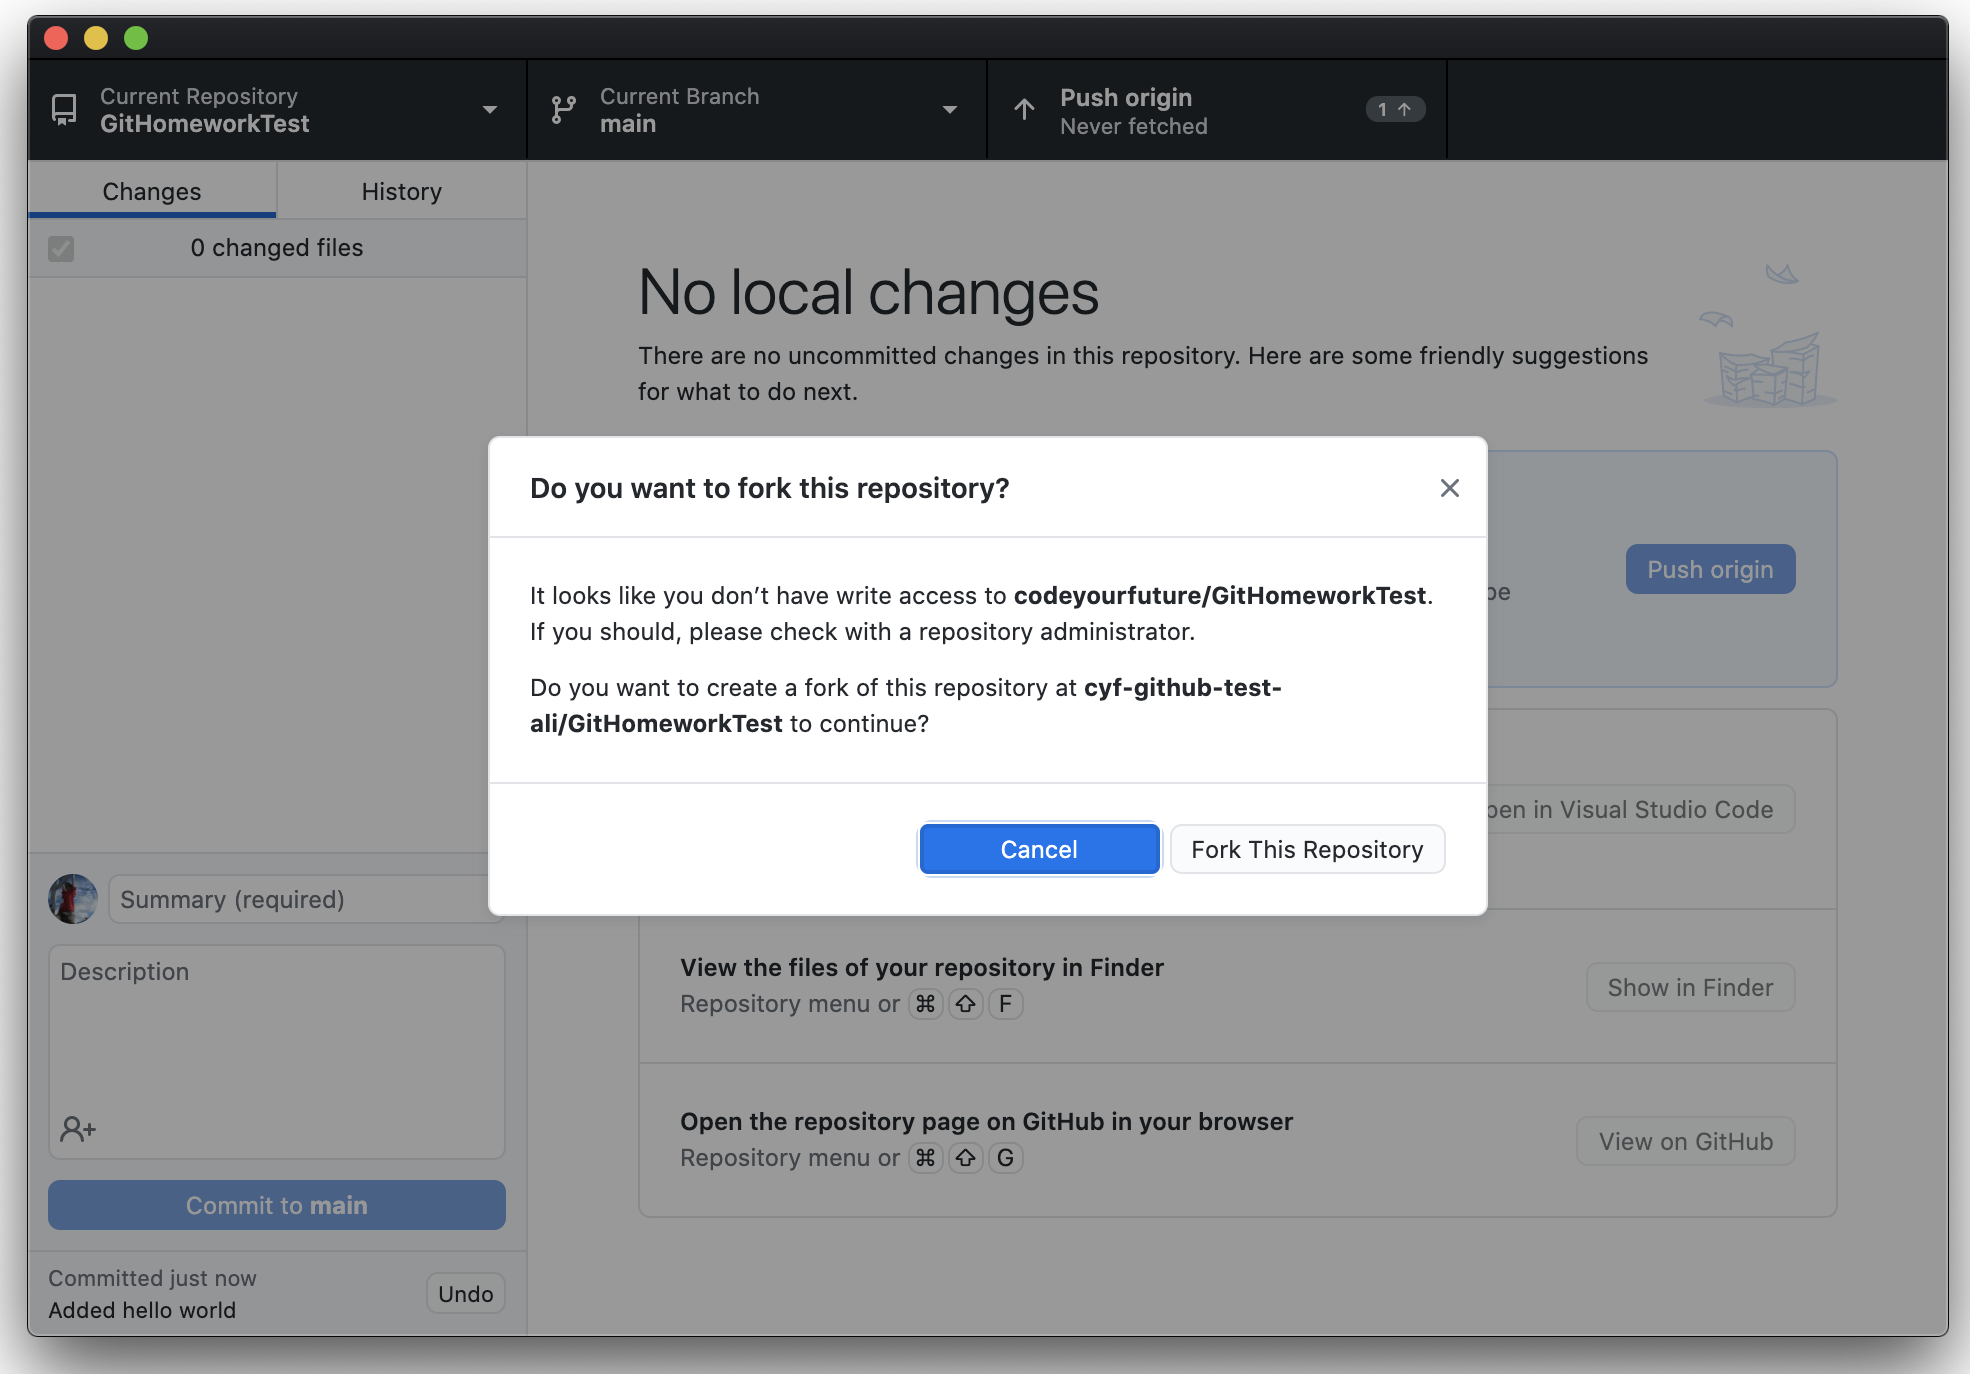 Current Repository
GitHomeworkTest
Current Branch
main
Push origin
Never fetched
1
Changes
History
0 changed files
No local changes
There are no uncommitted changes in this repository. Here are some friendly suggestions
for what to do next.
Push origin
Do you want to fork this repository?
It looks like you don’t have write access to codeyourfuture/GitHomeworkTest.
If you should, please check with a repository administrator.
Do you want to create a fork of this repository at cyf-github-test-
ali/GitHomeworkTest to continue?
Cancel
Fork This Repository
in Visual Studio Code
Summary (required)
Description
View the files of your repository in Finder
Repository menu or ⌘ ⇧ F
Show in Finder
Open the repository page on GitHub in your browser
Repository menu or ⌘ ⇧ G
View on GitHub
Commit to main
Committed just now
Added hello world
Undo